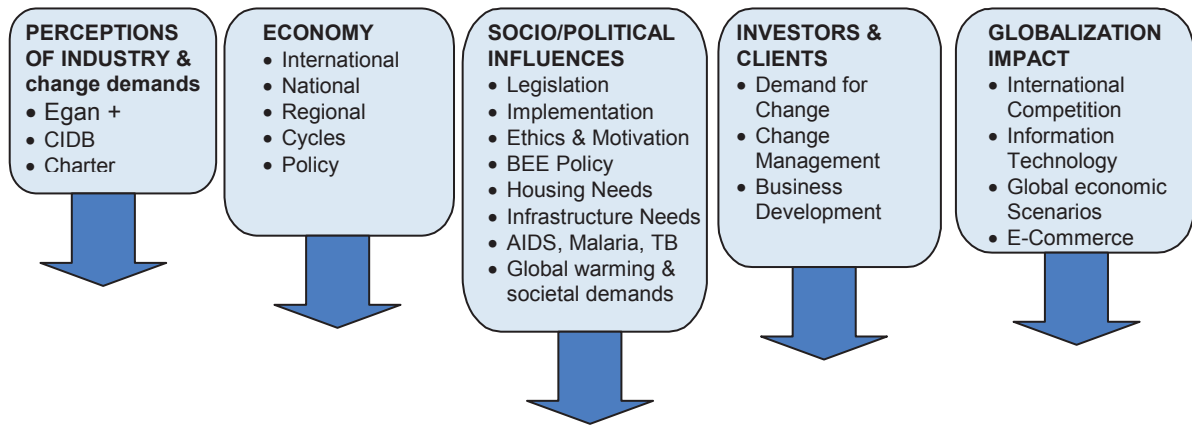 PERCEPTIONS
OF INDUSTRY &
change demands
• Egan +
• CIDB
• Charter
ECONOMY
• International
• National
• Regional
• Cycles
• Policy
SOCIO/POLITICAL
INFLUENCES
• Legislation
• Implementation
• Ethics & Motivation
• BEE Policy
• Housing Needs
• Infrastructure Needs
• AIDS, Malaria, TB
• Global warming &
societal demands
INVESTORS &
CLIENTS
• Demand for
Change
• Change
Management
• Business
Development
GLOBALIZATION
IMPACT
• International
Competition
• Information
Technology
• Global economic
Scenarios
• E-Commerce